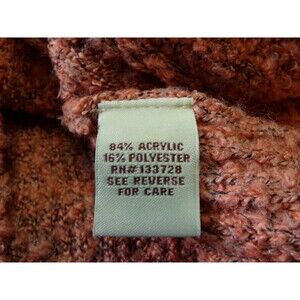 84% ACRYLIC
16% POLYESTER
RN# 133728
SEE REVERSE
FOR CARE